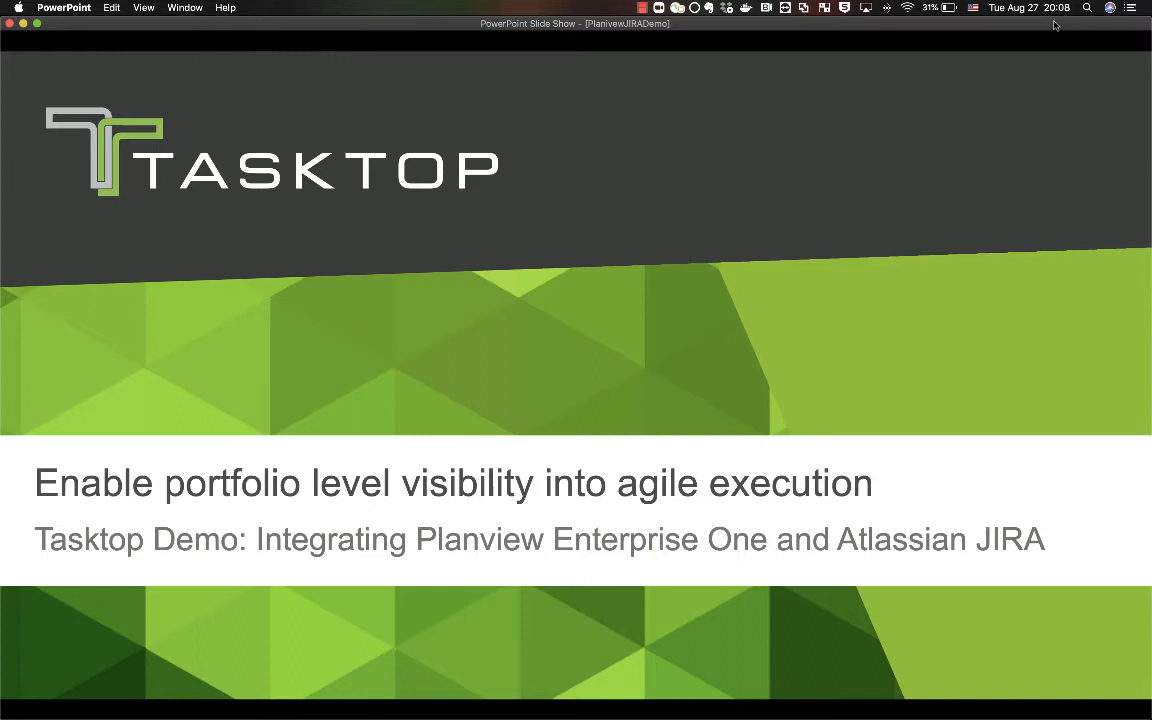 PowerPoint Edit View Window Help 31% Tue Aug 27 20:08
PowerPoint Slide Show - [PlanivewJIRADemo]
TASKTOP
Enable portfolio level visibility into agile execution
Tasktop Demo: Integrating Planview Enterprise One and Atlassian JIRA